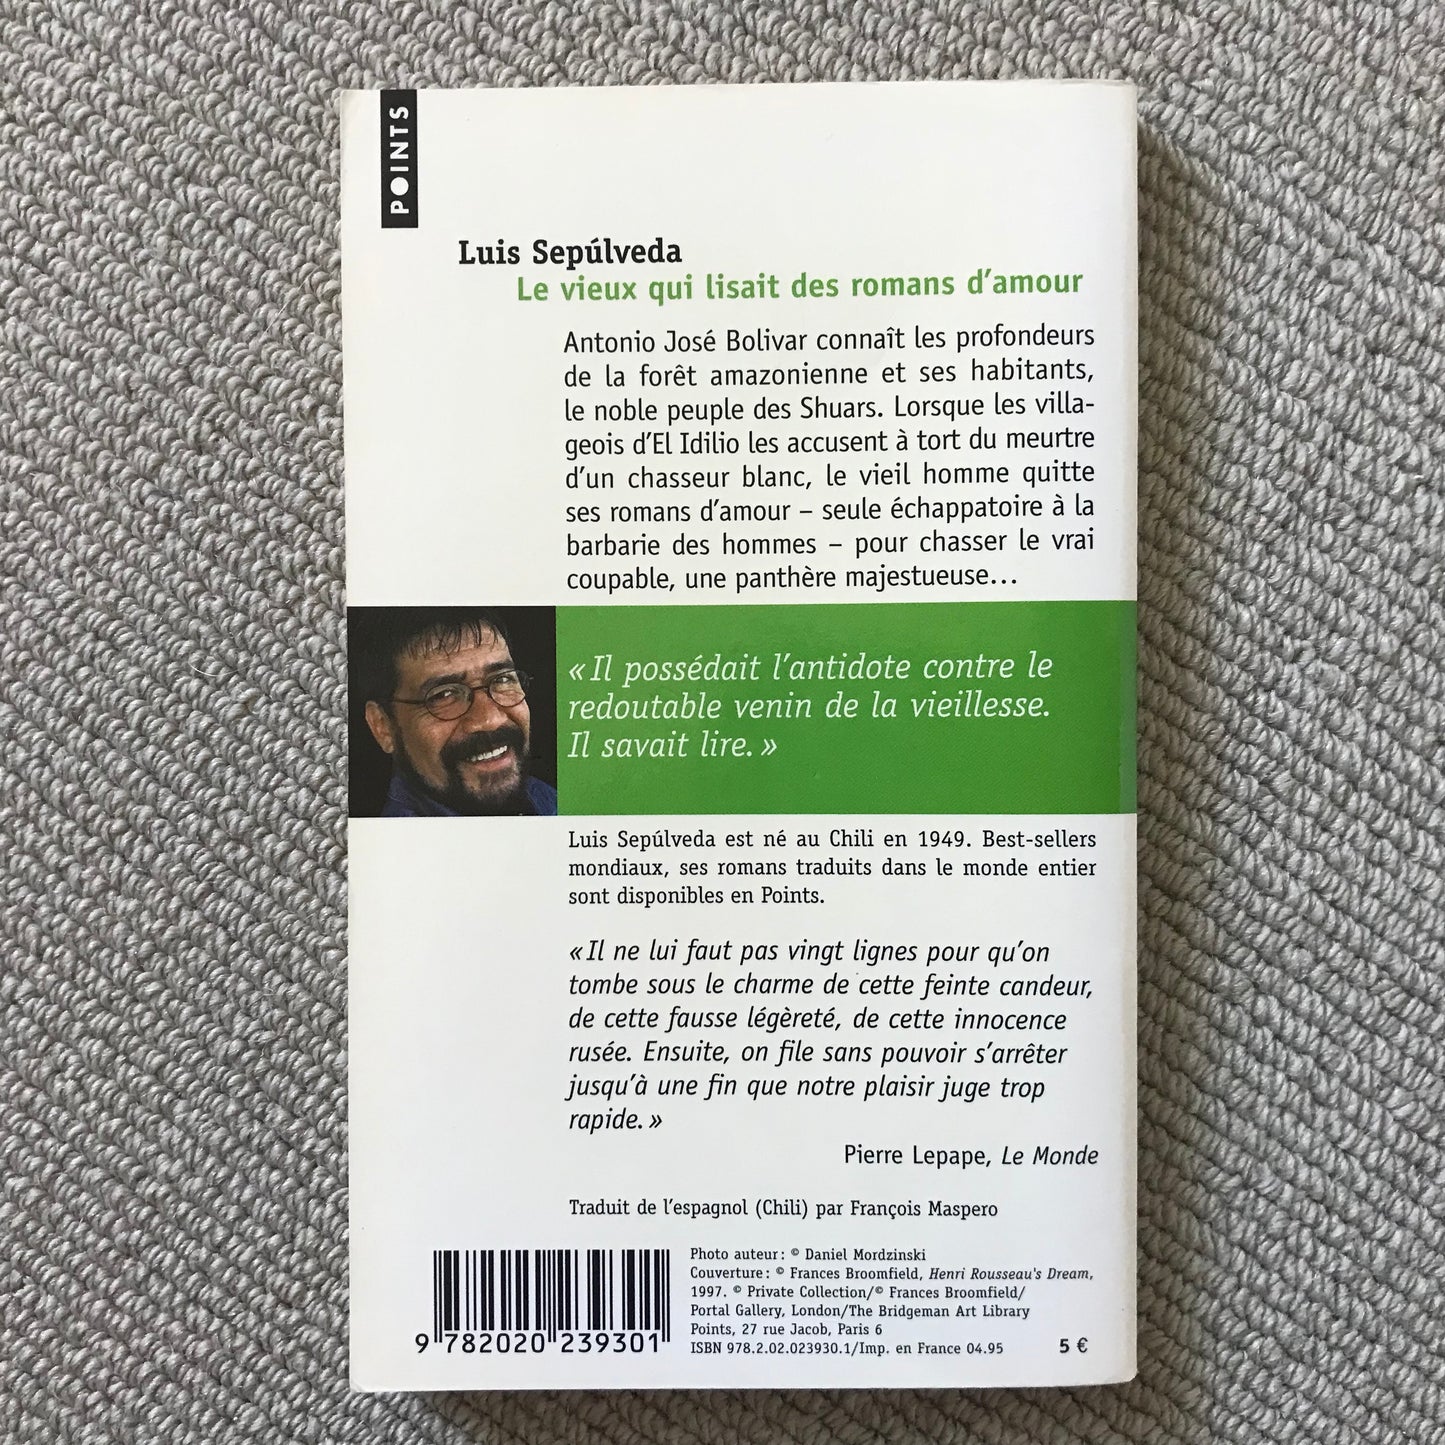 POINTS
Luis Sepúlveda
Le vieux qui lisait des romans d'amour
Antonio José Bolivar connaît les profondeurs
de la forêt amazonienne et ses habitants,
le noble peuple des Shuars. Lorsque les villa-
geois d'El Idilio les accusent à tort du meurtre
d'un chasseur blanc, le vieil homme quitte
ses romans d'amour – seule échappatoire à la
barbarie des hommes – pour chasser le vrai
coupable, une panthère majestueuse…
« Il possédait l'antidote contre le
redoutable venin de la vieillesse.
Il savait lire. »
Luis Sepúlveda est né au Chili en 1949. Best-sellers
mondiaux, ses romans traduits dans le monde entier
sont disponibles en Points.
« Il ne lui faut pas vingt lignes pour qu'on
tombe sous le charme de cette feinte candeur,
de cette fausse légèreté, de cette innocence
rusée. Ensuite, on file sans pouvoir s'arrêter
jusqu'à une fin que notre plaisir juge trop
rapide. »
Pierre Lepape, Le Monde
Traduit de l'espagnol (Chili) par François Maspero
Photo auteur : © Daniel Mordzinski
Couverture : © Frances Broomfield, Henri Rousseau's Dream,
1997. © Private Collection/© Frances Broomfield/
Portal Gallery, London/The Bridgeman Art Library
Points, 27 rue Jacob, Paris 6
ISBN 978.2.02.023930.1/Imp. en France 04.95
5 €
9 782020 239301